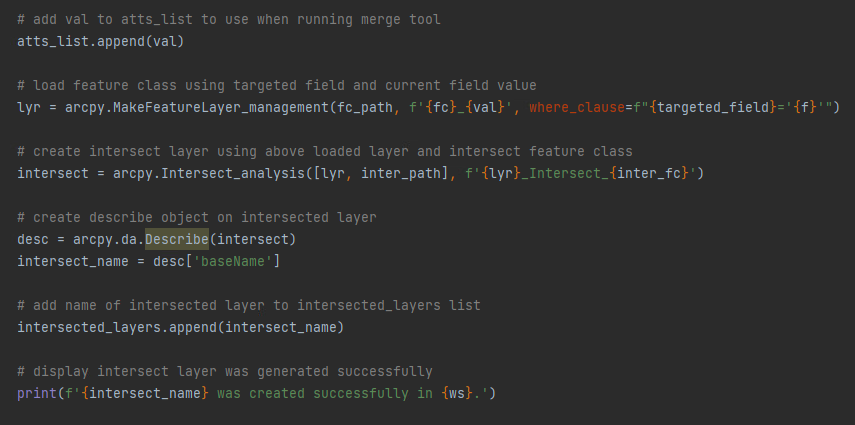 # add val to atts_list to use when running merge tool
atts_list.append(val)
# load feature class using targeted field and current field value
lyr = arcpy.MakeFeatureLayer_management(fc_path, f'{fc}_{val}', where_clause=f"{targeted_field}='{f}'")
# create intersect layer using above loaded layer and intersect feature class
intersect = arcpy.Intersect_analysis([lyr, inter_path], f'{lyr}_Intersect_{inter_fc}')
# create describe object on intersected layer
desc = arcpy.da.Describe(intersect)
intersect_name = desc['baseName']
# add name of intersected layer to intersected_layers list
intersected_layers.append(intersect_name)
# display intersect layer was generated successfully
print(f'{intersect_name} was created successfully in {ws}.')